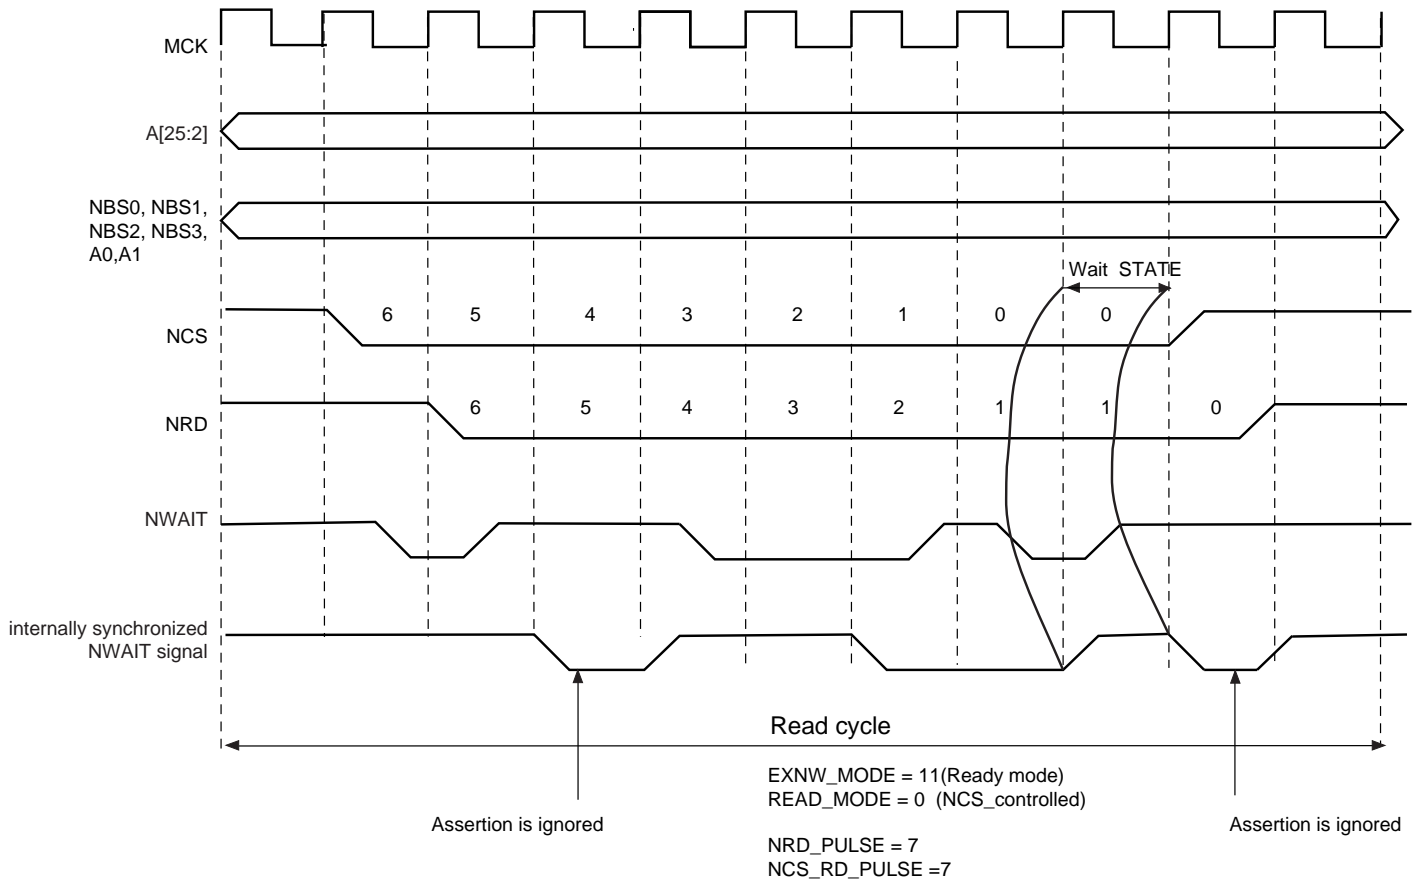 MCK
A[25:2]
NBS0, NBS1,
NBS2, NBS3,
A0,A1
Wait STATE
6 5 4 3 2 1 0 0
NCS
6 5 4 3 2 1 1 0
NRD
NWAIT
internally synchronized
NWAIT signal
Read cycle
EXNW_MODE = 11(Ready mode)
READ_MODE = 0 (NCS_controlled)
Assertion is ignored
Assertion is ignored
NRD_PULSE = 7
NCS_RD_PULSE =7